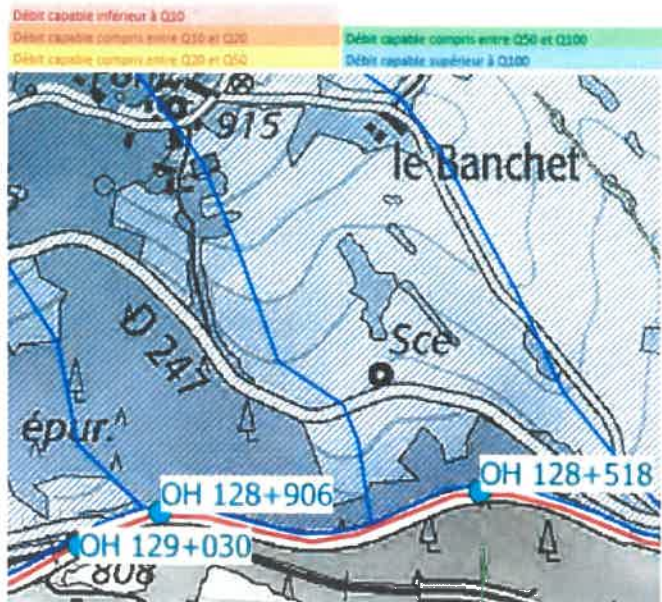 Débit capable inférieur à Q10
Débit capable compris entre Q10 et Q20
Débit capable compris entre Q20 et Q50
Débit capable compris entre Q50 et Q100
Débit capable supérieur à Q100
915
le Banchet
Sce
D 247
épur.
OH 128+518
OH 128+906
OH 129+030
808